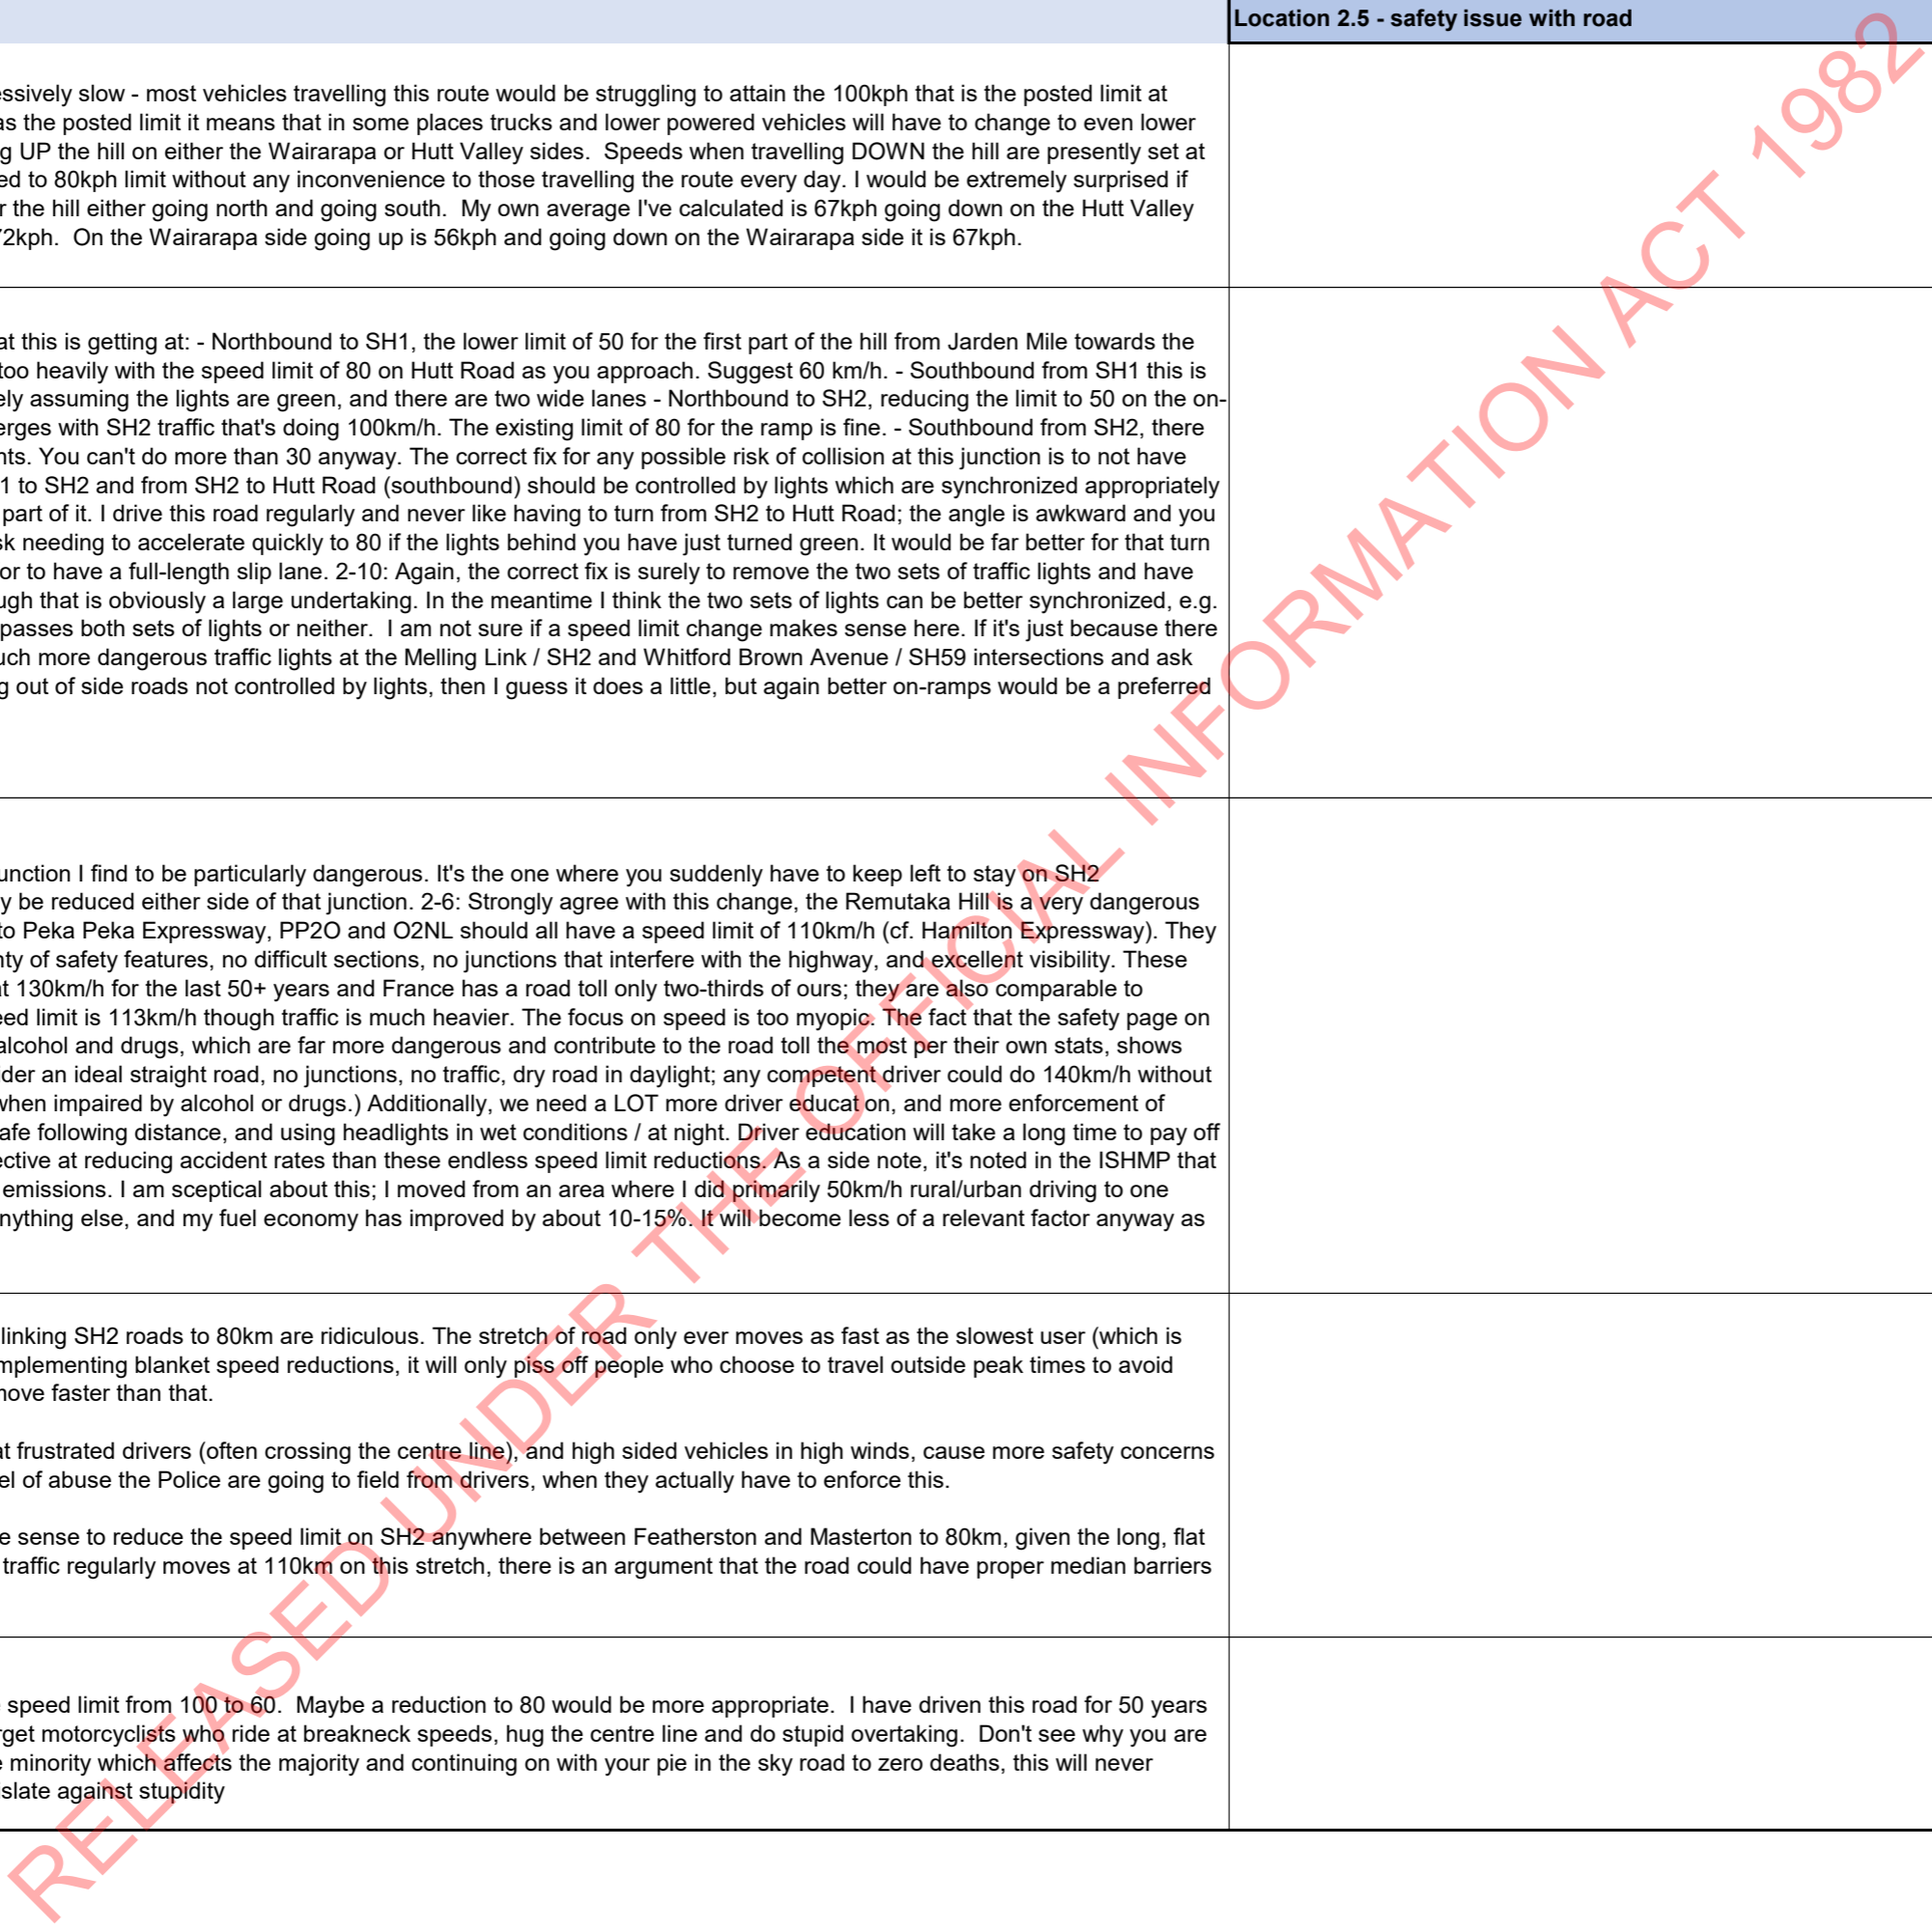 Location 2.5 - safety issue with road
essively slow - most vehicles travelling this route would be struggling to attain the 100kph that is the posted limit at
as the posted limit it means that in some places trucks and lower powered vehicles will have to change to even lower
g UP the hill on either the Wairarapa or Hutt Valley sides.  Speeds when travelling DOWN the hill are presently set at
ed to 80kph limit without any inconvenience to those travelling the route every day. I would be extremely surprised if
r the hill either going north and going south.  My own average I've calculated is 67kph going down on the Hutt Valley
72kph.  On the Wairarapa side going up is 56kph and going down on the Wairarapa side it is 67kph.
at this is getting at: - Northbound to SH1, the lower limit of 50 for the first part of the hill from Jarden Mile towards the
too heavily with the speed limit of 80 on Hutt Road as you approach. Suggest 60 km/h. - Southbound from SH1 this is
ely assuming the lights are green, and there are two wide lanes - Northbound to SH2, reducing the limit to 50 on the on-
erges with SH2 traffic that's doing 100km/h. The existing limit of 80 for the ramp is fine. - Southbound from SH2, there
nts. You can't do more than 30 anyway. The correct fix for any possible risk of collision at this junction is to not have
1 to SH2 and from SH2 to Hutt Road (southbound) should be controlled by lights which are synchronized appropriately
part of it. I drive this road regularly and never like having to turn from SH2 to Hutt Road; the angle is awkward and you
sk needing to accelerate quickly to 80 if the lights behind you have just turned green. It would be far better for that turn
or to have a full-length slip lane. 2-10: Again, the correct fix is surely to remove the two sets of traffic lights and have
ugh that is obviously a large undertaking. In the meantime I think the two sets of lights can be better synchronized, e.g.
passes both sets of lights or neither.  I am not sure if a speed limit change makes sense here. If it's just because there
uch more dangerous traffic lights at the Melling Link / SH2 and Whitford Brown Avenue / SH59 intersections and ask
g out of side roads not controlled by lights, then I guess it does a little, but again better on-ramps would be a preferred
unction I find to be particularly dangerous. It's the one where you suddenly have to keep left to stay on SH2
y be reduced either side of that junction. 2-6: Strongly agree with this change, the Remutaka Hill is a very dangerous
to Peka Peka Expressway, PP2O and O2NL should all have a speed limit of 110km/h (cf. Hamilton Expressway). They
nty of safety features, no difficult sections, no junctions that interfere with the highway, and excellent visibility. These
at 130km/h for the last 50+ years and France has a road toll only two-thirds of ours; they are also comparable to
eed limit is 113km/h though traffic is much heavier. The focus on speed is too myopic. The fact that the safety page on
alcohol and drugs, which are far more dangerous and contribute to the road toll the most per their own stats, shows
ider an ideal straight road, no junctions, no traffic, dry road in daylight; any competent driver could do 140km/h without
when impaired by alcohol or drugs.) Additionally, we need a LOT more driver educat on, and more enforcement of
afe following distance, and using headlights in wet conditions / at night. Driver education will take a long time to pay off
ective at reducing accident rates than these endless speed limit reductions. As a side note, it's noted in the ISHMP that
emissions. I am sceptical about this; I moved from an area where I did primarily 50km/h rural/urban driving to one
nything else, and my fuel economy has improved by about 10-15%. It will become less of a relevant factor anyway as
linking SH2 roads to 80km are ridiculous. The stretch of road only ever moves as fast as the slowest user (which is
mplementing blanket speed reductions, it will only piss off people who choose to travel outside peak times to avoid
move faster than that.
at frustrated drivers (often crossing the centre line), and high sided vehicles in high winds, cause more safety concerns
el of abuse the Police are going to field from drivers, when they actually have to enforce this.
e sense to reduce the speed limit on SH2 anywhere between Featherston and Masterton to 80km, given the long, flat
traffic regularly moves at 110km on this stretch, there is an argument that the road could have proper median barriers
e speed limit from 100 to 60.  Maybe a reduction to 80 would be more appropriate.  I have driven this road for 50 years
rget motorcyclists who ride at breakneck speeds, hug the centre line and do stupid overtaking.  Don't see why you are
e minority which affects the majority and continuing on with your pie in the sky road to zero deaths, this will never
islate against stupidity
RELEASED UNDER THE OFFICIAL INFORMATION ACT 1982